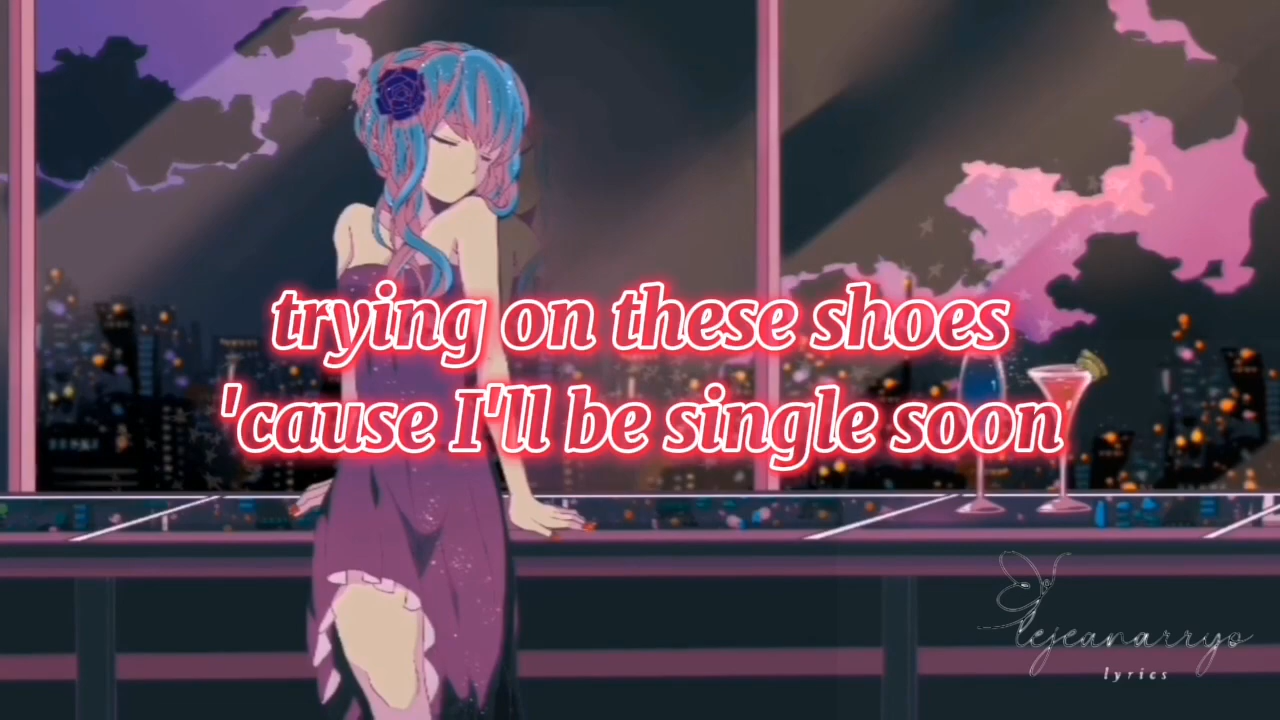 trying on these shoes
'cause I'll be single soon
lejeanarryo
lyrics